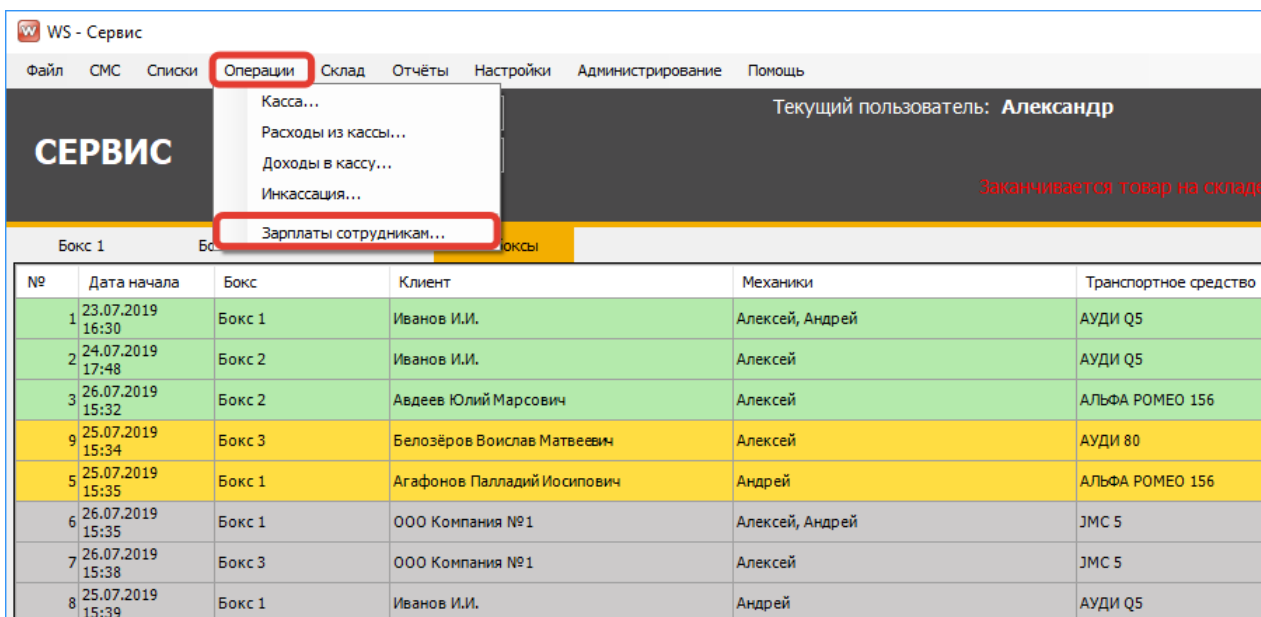 WS - Сервис
Файл СМС Списки Операции Склад Отчёты Настройки Администрирование Помощь
Касса...
Текущий пользователь: Александр
Расходы из кассы...
СЕРВИС
Доходы в кассу...
Инкассация...
Заканчивается товар на складе
Зарплаты сотрудникам...
Бокс 1
№ Дата начала Бокс Клиент Механики Транспортное средство
1 23.07.2019 16:30 Бокс 1 Иванов И.И. Алексей, Андрей АУДИ Q5
2 24.07.2019 17:48 Бокс 2 Иванов И.И. Алексей АУДИ Q5
3 26.07.2019 15:32 Бокс 2 Авдеев Юлий Марсович Алексей АЛЬФА РОМЕО 156
9 25.07.2019 15:34 Бокс 3 Белозёров Воислав Матвеевич Алексей АУДИ 80
5 25.07.2019 15:35 Бокс 1 Агафонов Палладий Иосипович Андрей АЛЬФА РОМЕО 156
6 26.07.2019 15:35 Бокс 1 ООО Компания №1 Алексей, Андрей JMC 5
7 26.07.2019 15:38 Бокс 3 ООО Компания №1 Алексей JMC 5
8 25.07.2019 15:39 Бокс 1 Иванов И.И. Андрей АУДИ Q5